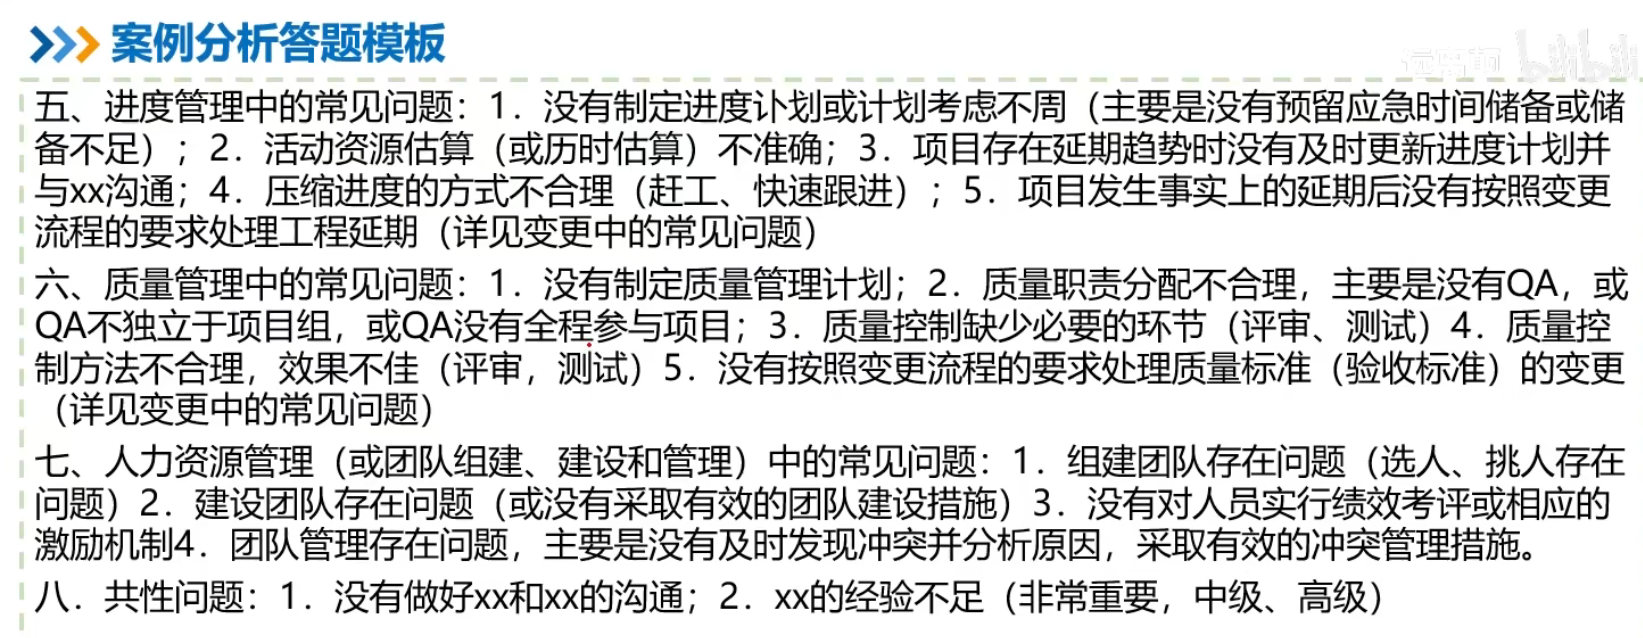 案例分析答题模板
bilibili
五、进度管理中的常见问题：1．没有制定进度计划或计划考虑不周（主要是没有预留应急时间储备或储
备不足）；2．活动资源估算（或历时估算）不准确；3．项目存在延期趋势时没有及时更新进度计划并
与xx沟通；4．压缩进度的方式不合理（赶工、快速跟进）；5．项目发生事实上的延期后没有按照变更
流程的要求处理工程延期（详见变更中的常见问题）
六、质量管理中的常见问题：1．没有制定质量管理计划；2．质量职责分配不合理，主要是没有QA，或
QA不独立于项目组，或QA没有全程参与项目；3．质量控制缺少必要的环节（评审、测试）4．质量控
制方法不合理，效果不佳（评审，测试）5．没有按照变更流程的要求处理质量标准（验收标准）的变更
（详见变更中的常见问题）
七、人力资源管理（或团队组建、建设和管理）中的常见问题：1．组建团队存在问题（选人、挑人存在
问题）2．建设团队存在问题（或没有采取有效的团队建设措施）3．没有对人员实行绩效考评或相应的
激励机制4．团队管理存在问题，主要是没有及时发现冲突并分析原因，采取有效的冲突管理措施。
八．共性问题：1．没有做好xx和xx的沟通；2．xx的经验不足（非常重要，中级、高级）